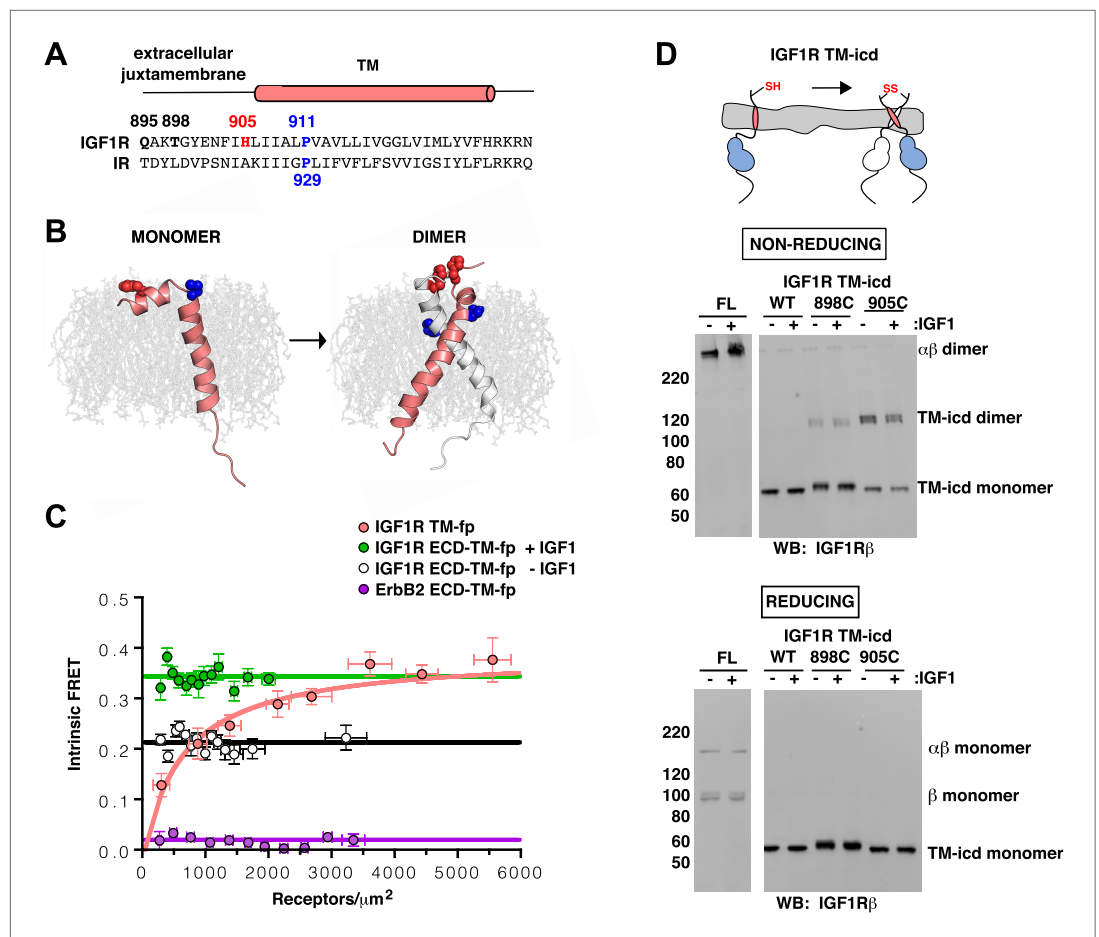 A
extracellular
juxtamembrane
TM
895 898 905 911
IGF1R QAKTGYENFIHLIIALPVAVLLIVGGLVIMLYVFHRKRN
IR TDYLDVPSNIAKIIIGPLIFVFLFSVVIGSIYLFLRKRQ
929
B
MONOMER
DIMER
C
IGF1R TM-fp
IGF1R ECD-TM-fp + IGF1
IGF1R ECD-TM-fp - IGF1
ErbB2 ECD-TM-fp
Intrinsic FRET
0.5
0.4
0.3
0.2
0.1
0.0
0 1000 2000 3000 4000 5000 6000
Receptors/μm²
D
IGF1R TM-icd
SH
SS
NON-REDUCING
IGF1R TM-icd
FL WT 898C 905C
- + - + - + - + :IGF1
αβ dimer
220
120
TM-icd dimer
100
80
60
TM-icd monomer
50
WB: IGF1Rβ
REDUCING
IGF1R TM-icd
FL WT 898C 905C
- + - + - + - + :IGF1
220
αβ monomer
120
100
β monomer
80
60
TM-icd monomer
50
WB: IGF1Rβ